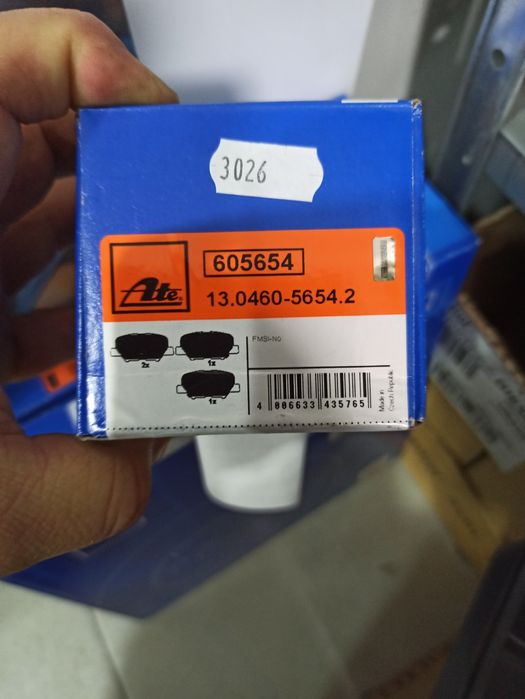 3026
Ate®
605654
13.0460-5654.2
FMSI-No
2x
1x
1x
4 006633 435765
Made in
Czech Republic